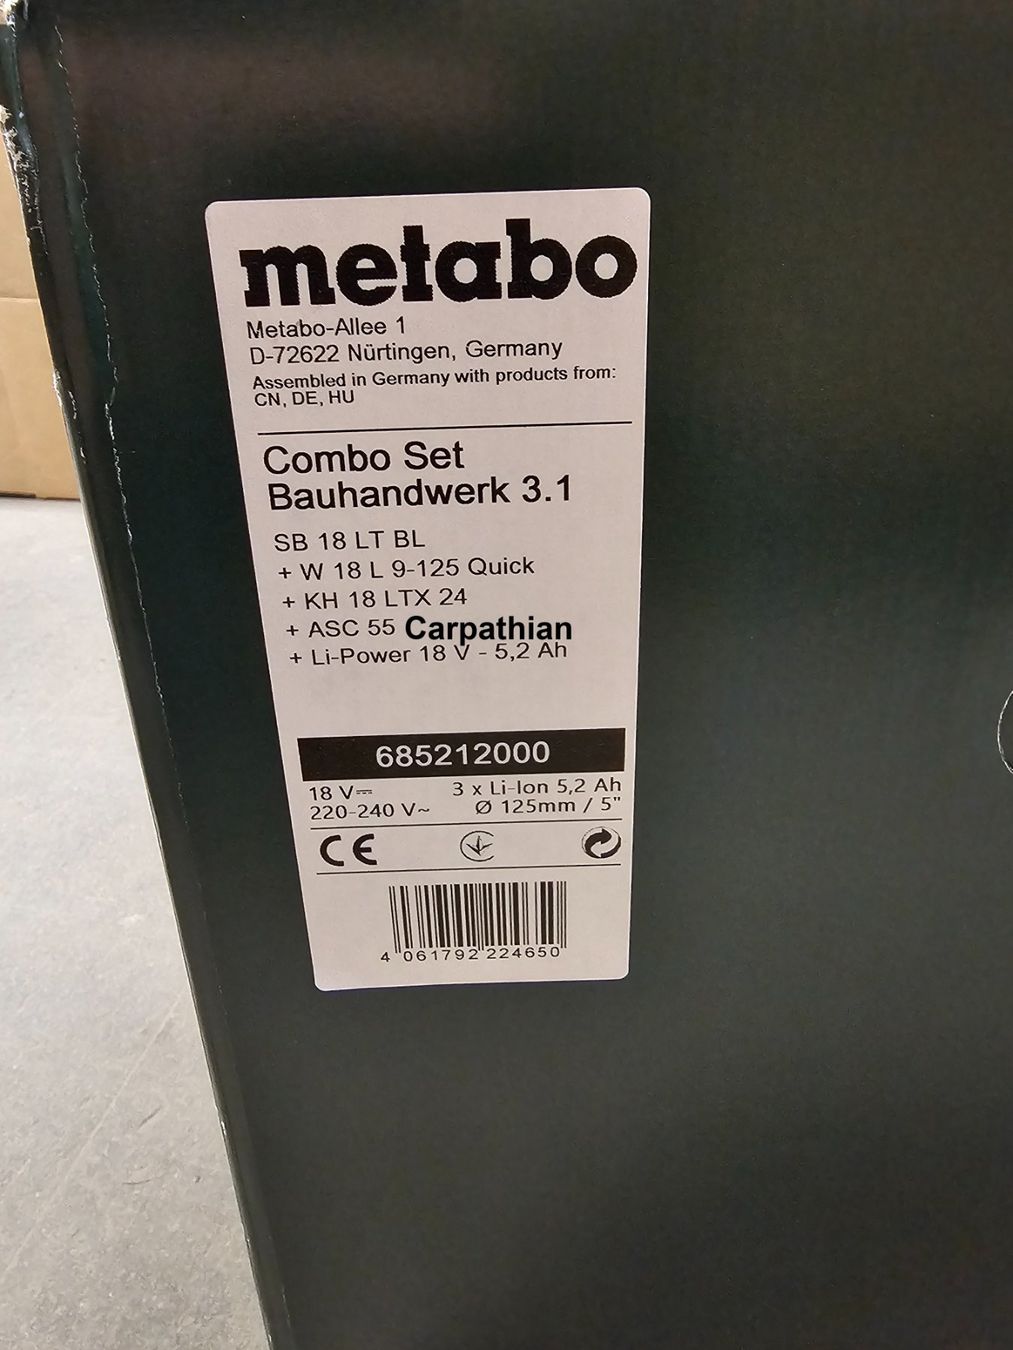 metabo
Metabo-Allee 1
D-72622 Nürtingen, Germany
Assembled in Germany with products from:
CN, DE, HU
Combo Set
Bauhandwerk 3.1
SB 18 LT BL
+ W 18 L 9-125 Quick
+ KH 18 LTX 24
+ ASC 55 Carpathian
+ Li-Power 18 V - 5,2 Ah
685212000
18 V⎓ 3 x Li-Ion 5,2 Ah
220-240 V~ Ø 125mm / 5"
CE
4 061792 224650